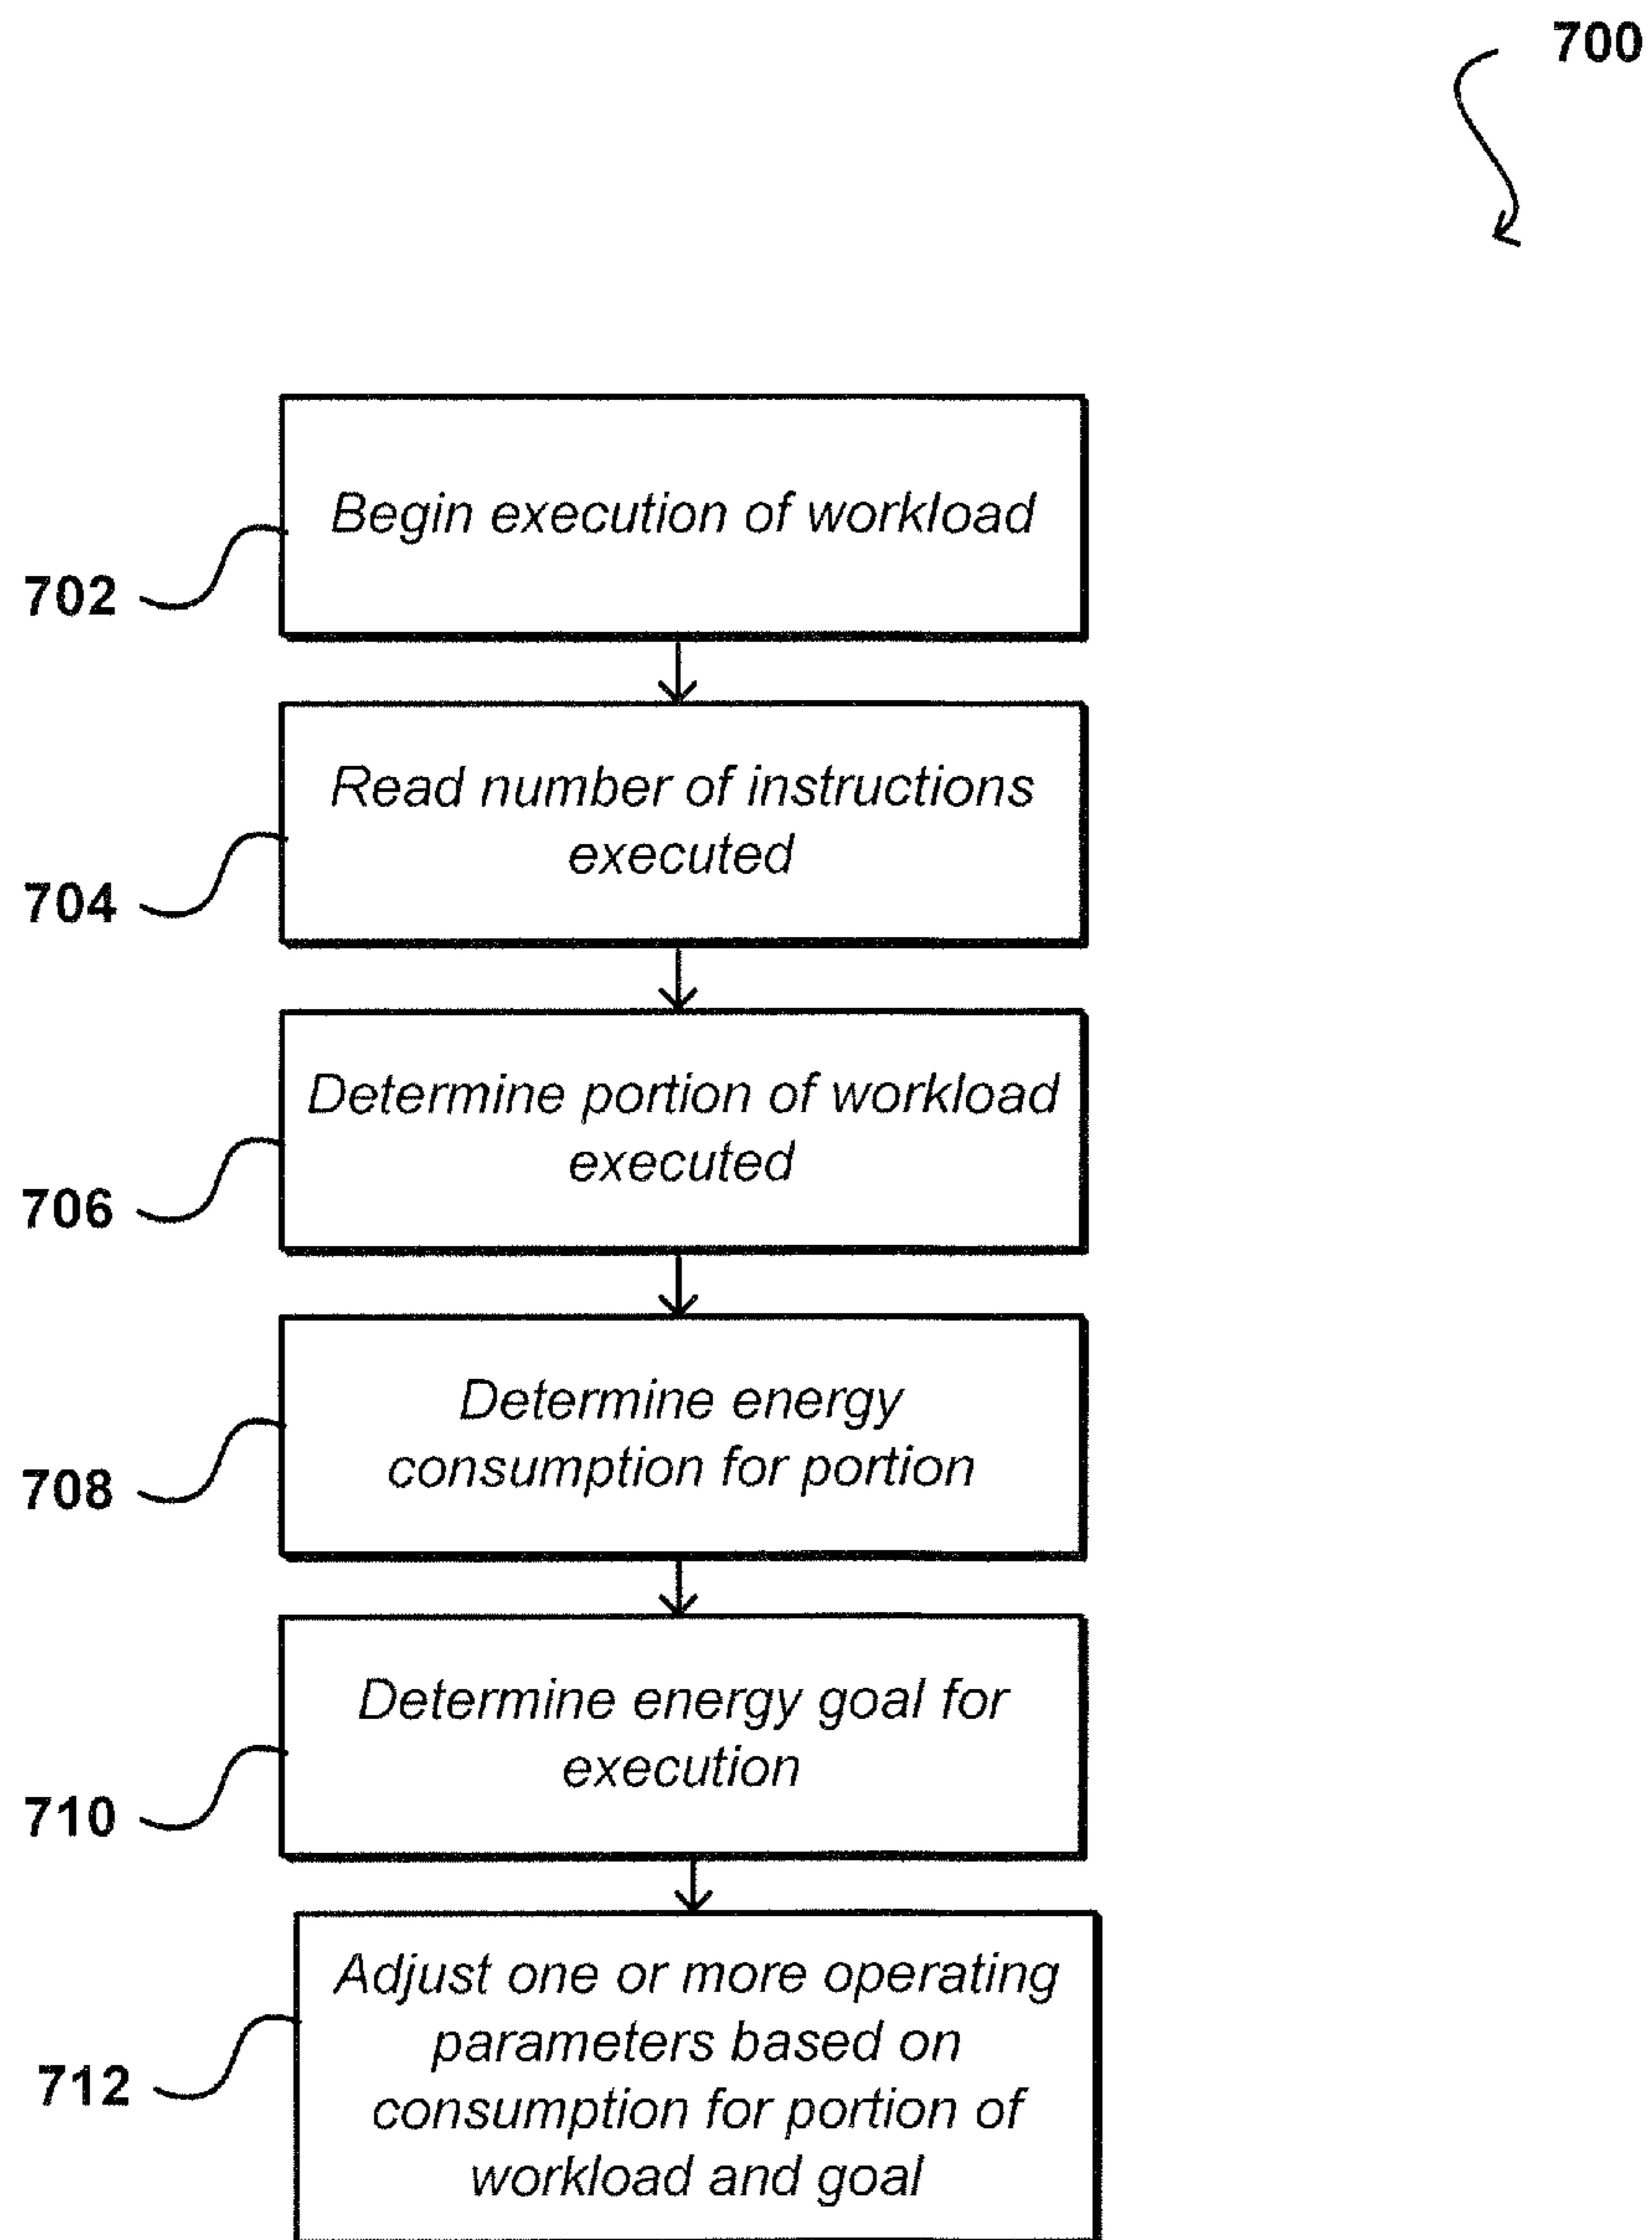 700
Begin execution of workload
702
Read number of instructions
executed
704
Determine portion of workload
executed
706
Determine energy
consumption for portion
708
Determine energy goal for
execution
710
Adjust one or more operating
parameters based on
consumption for portion of
workload and goal
712